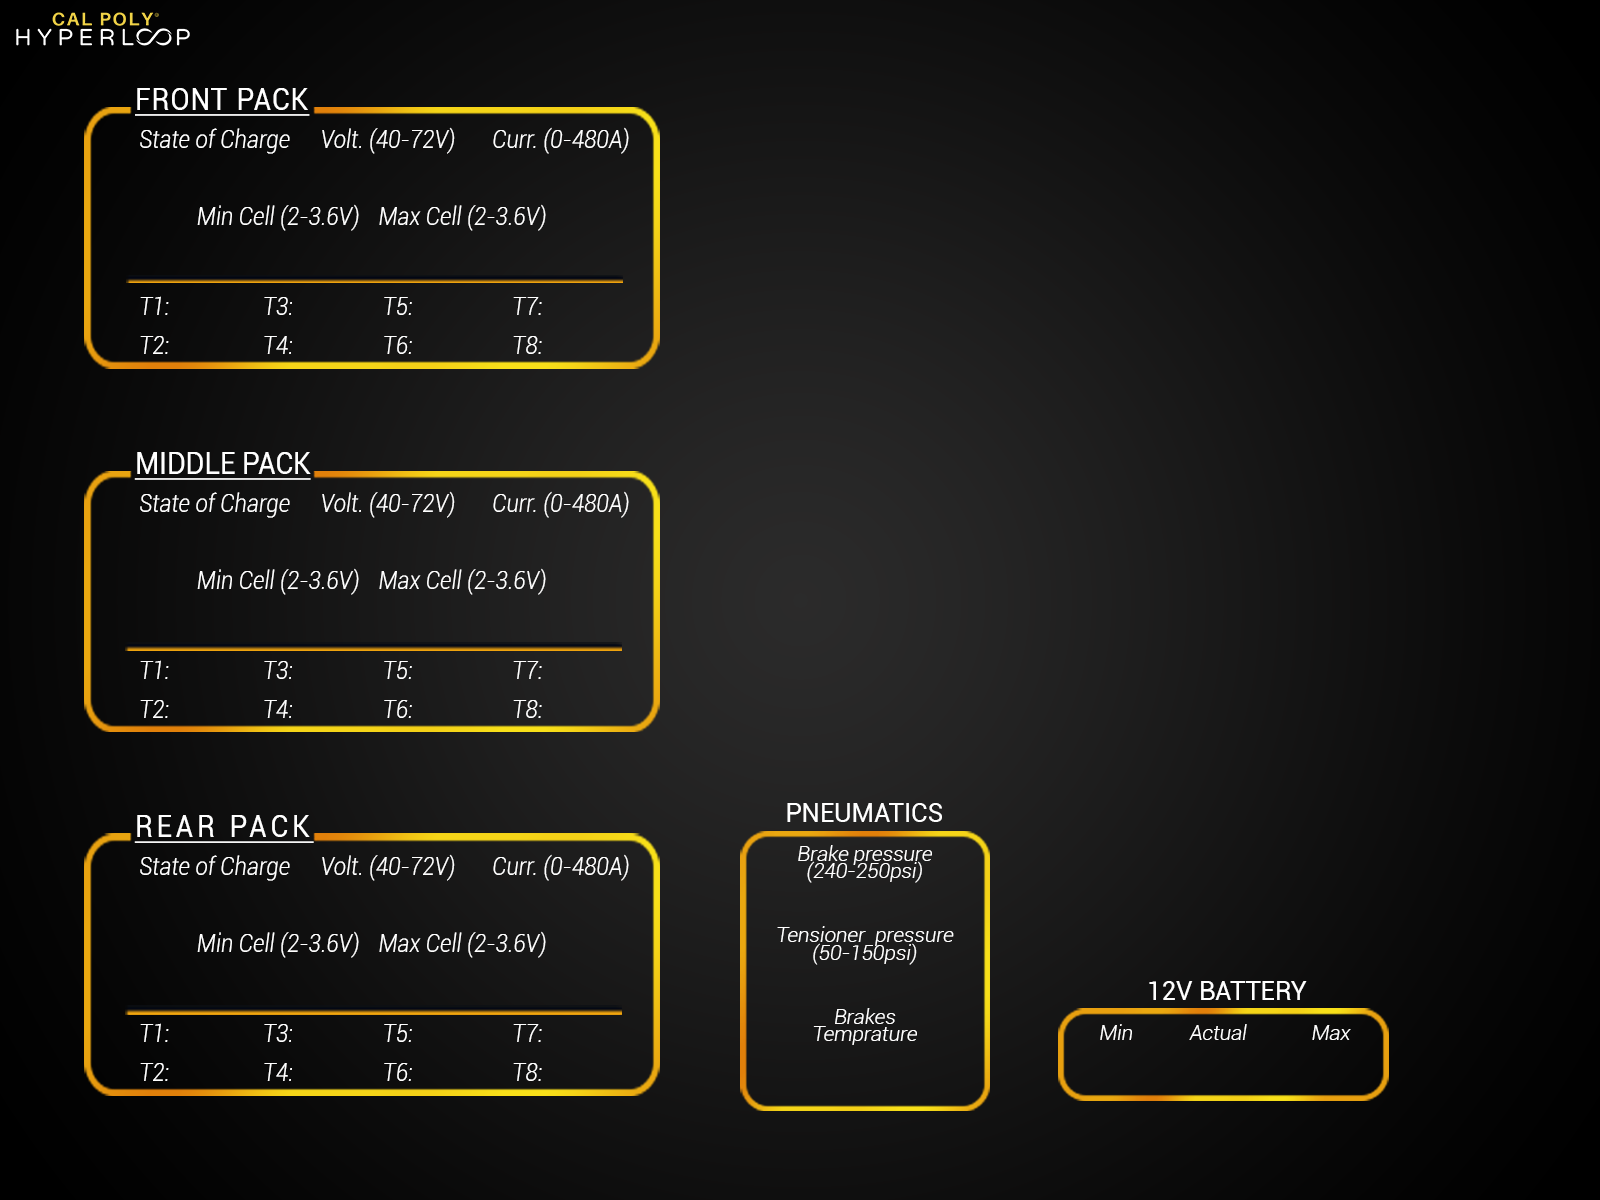 CAL POLY®
HYPERLOOP
FRONT PACK
State of Charge Volt. (40-72V) Curr. (0-480A)
Min Cell (2-3.6V) Max Cell (2-3.6V)
T1: T3: T5: T7:
T2: T4: T6: T8:
MIDDLE PACK
State of Charge Volt. (40-72V) Curr. (0-480A)
Min Cell (2-3.6V) Max Cell (2-3.6V)
T1: T3: T5: T7:
T2: T4: T6: T8:
REAR PACK
State of Charge Volt. (40-72V) Curr. (0-480A)
Min Cell (2-3.6V) Max Cell (2-3.6V)
T1: T3: T5: T7:
T2: T4: T6: T8:
PNEUMATICS
Brake pressure
(240-250psi)
Tensioner pressure
(50-150psi)
Brakes
Temprature
12V BATTERY
Min Actual Max